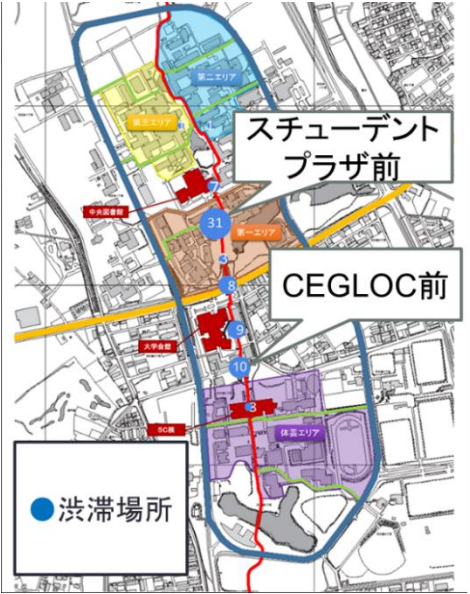 第二エリア
スチューデント
プラザ前
第三エリア
7
中央図書館
31
第一エリア
3
8
CEGLOC前
9
大学会館
10
3
5C棟
体芸エリア
渋滞場所